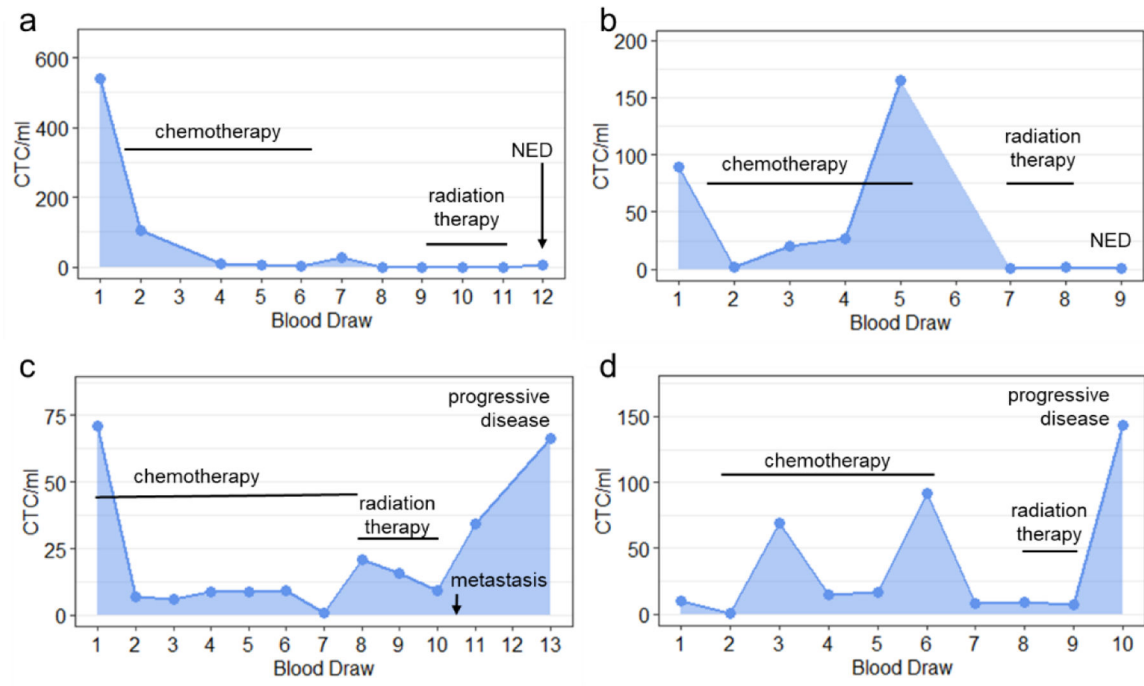 a
600
400
200
0
CTC/ml
chemotherapy
NED
radiation
therapy
1 2 3 4 5 6 7 8 9 10 11 12
Blood Draw
b
200
150
100
50
0
CTC/ml
chemotherapy
radiation
therapy
NED
1 2 3 4 5 6 7 8 9
Blood Draw
c
75
50
25
0
CTC/ml
progressive
disease
chemotherapy
radiation
therapy
metastasis
1 2 3 4 5 6 7 8 9 10 11 12 13
Blood Draw
d
150
100
50
0
CTC/ml
progressive
disease
chemotherapy
radiation
therapy
1 2 3 4 5 6 7 8 9 10
Blood Draw